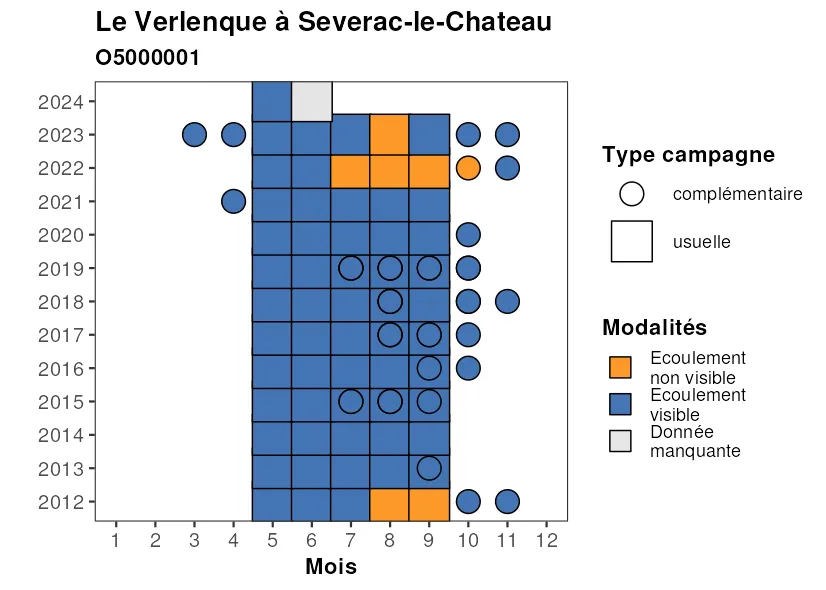 Le Verlenque à Severac-le-Chateau
O5000001
2024
2023
2022
2021
2020
2019
2018
2017
2016
2015
2014
2013
2012
1 2 3 4 5 6 7 8 9 10 11 12
Mois
Type campagne
complémentaire
usuelle
Modalités
Ecoulement
non visible
Ecoulement
visible
Donnée
manquante